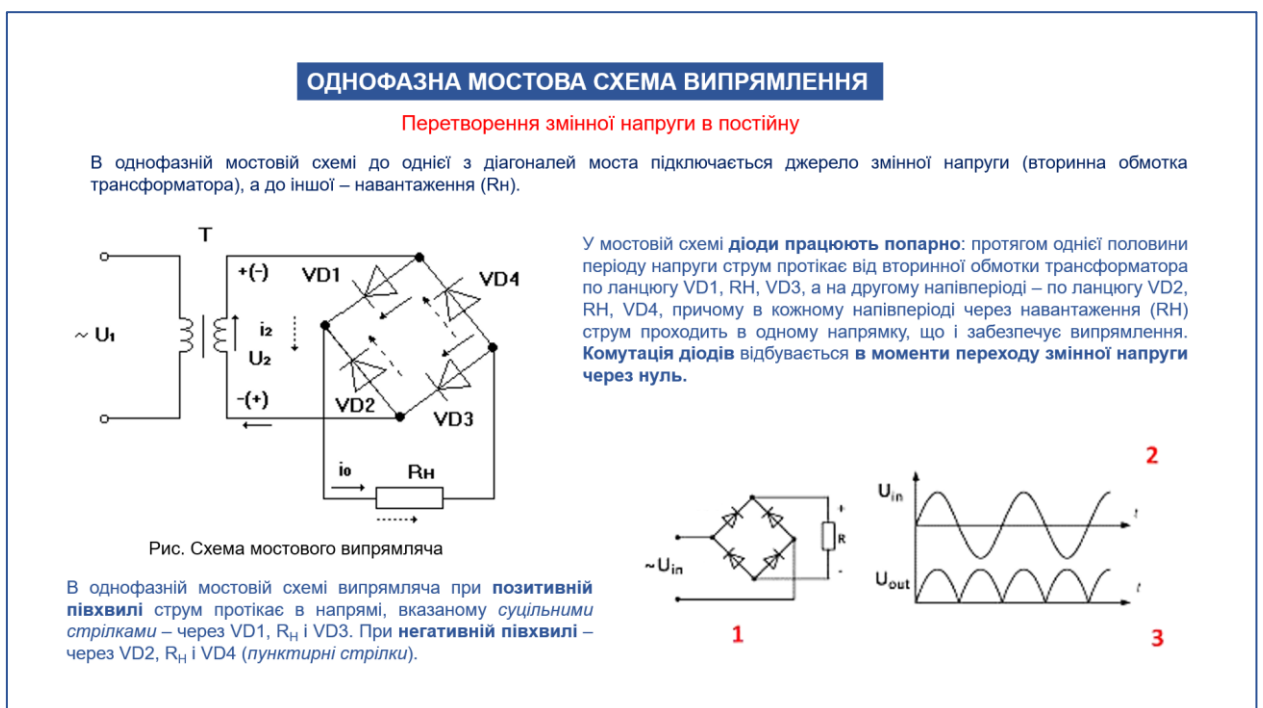 ОДНОФАЗНА МОСТОВА СХЕМА ВИПРЯМЛЕННЯ
Перетворення змінної напруги в постійну
В однофазній мостовій схемі до однієї з діагоналей моста підключається джерело змінної напруги (вторинна обмотка
трансформатора), а до іншої – навантаження (Rн).
T
+(-)
VD1
VD4
~ U₁
i₂
U₂
-(+)
VD2
VD3
i₀
Rн
Рис. Схема мостового випрямляча
В однофазній мостовій схемі випрямляча при позитивній
півхвилі струм протікає в напрямі, вказаному суцільними
стрілками – через VD1, Rн і VD3. При негативній півхвилі –
через VD2, Rн і VD4 (пунктирні стрілки).
У мостовій схемі діоди працюють попарно: протягом однієї половини
періоду напруги струм протікає від вторинної обмотки трансформатора
по ланцюгу VD1, RH, VD3, а на другому напівперіоді – по ланцюгу VD2,
RH, VD4, причому в кожному напівперіоді через навантаження (RH)
струм проходить в одному напрямку, що і забезпечує випрямлення.
Комутація діодів відбувається в моменти переходу змінної напруги
через нуль.
+
R
-
~Uin
1
2
Uin
t
Uout
t
3